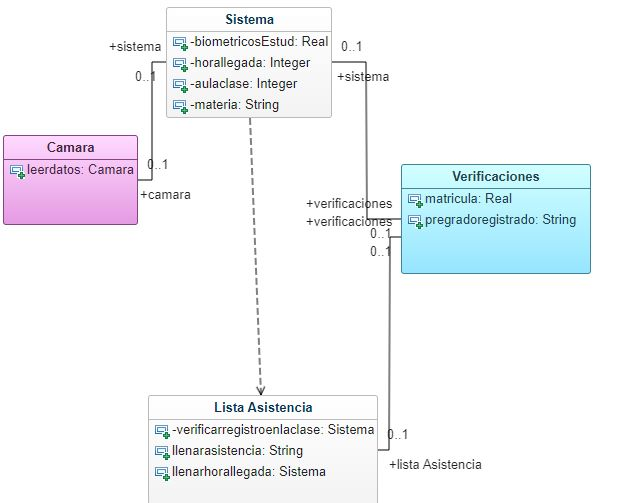 Sistema
-biometricosEstud: Real
-horallegada: Integer
-aulaclase: Integer
-materia: String
+sistema
0..1
0..1
+sistema
Camara
leerdatos: Camara
0..1
+camara
Verificaciones
matricula: Real
pregradoregistrado: String
+verificaciones
+verificaciones
0..1
0..1
Lista Asistencia
-verificarregistroenlaclase: Sistema
llenarasistencia: String
llenarhorallegada: Sistema
0..1
+lista Asistencia